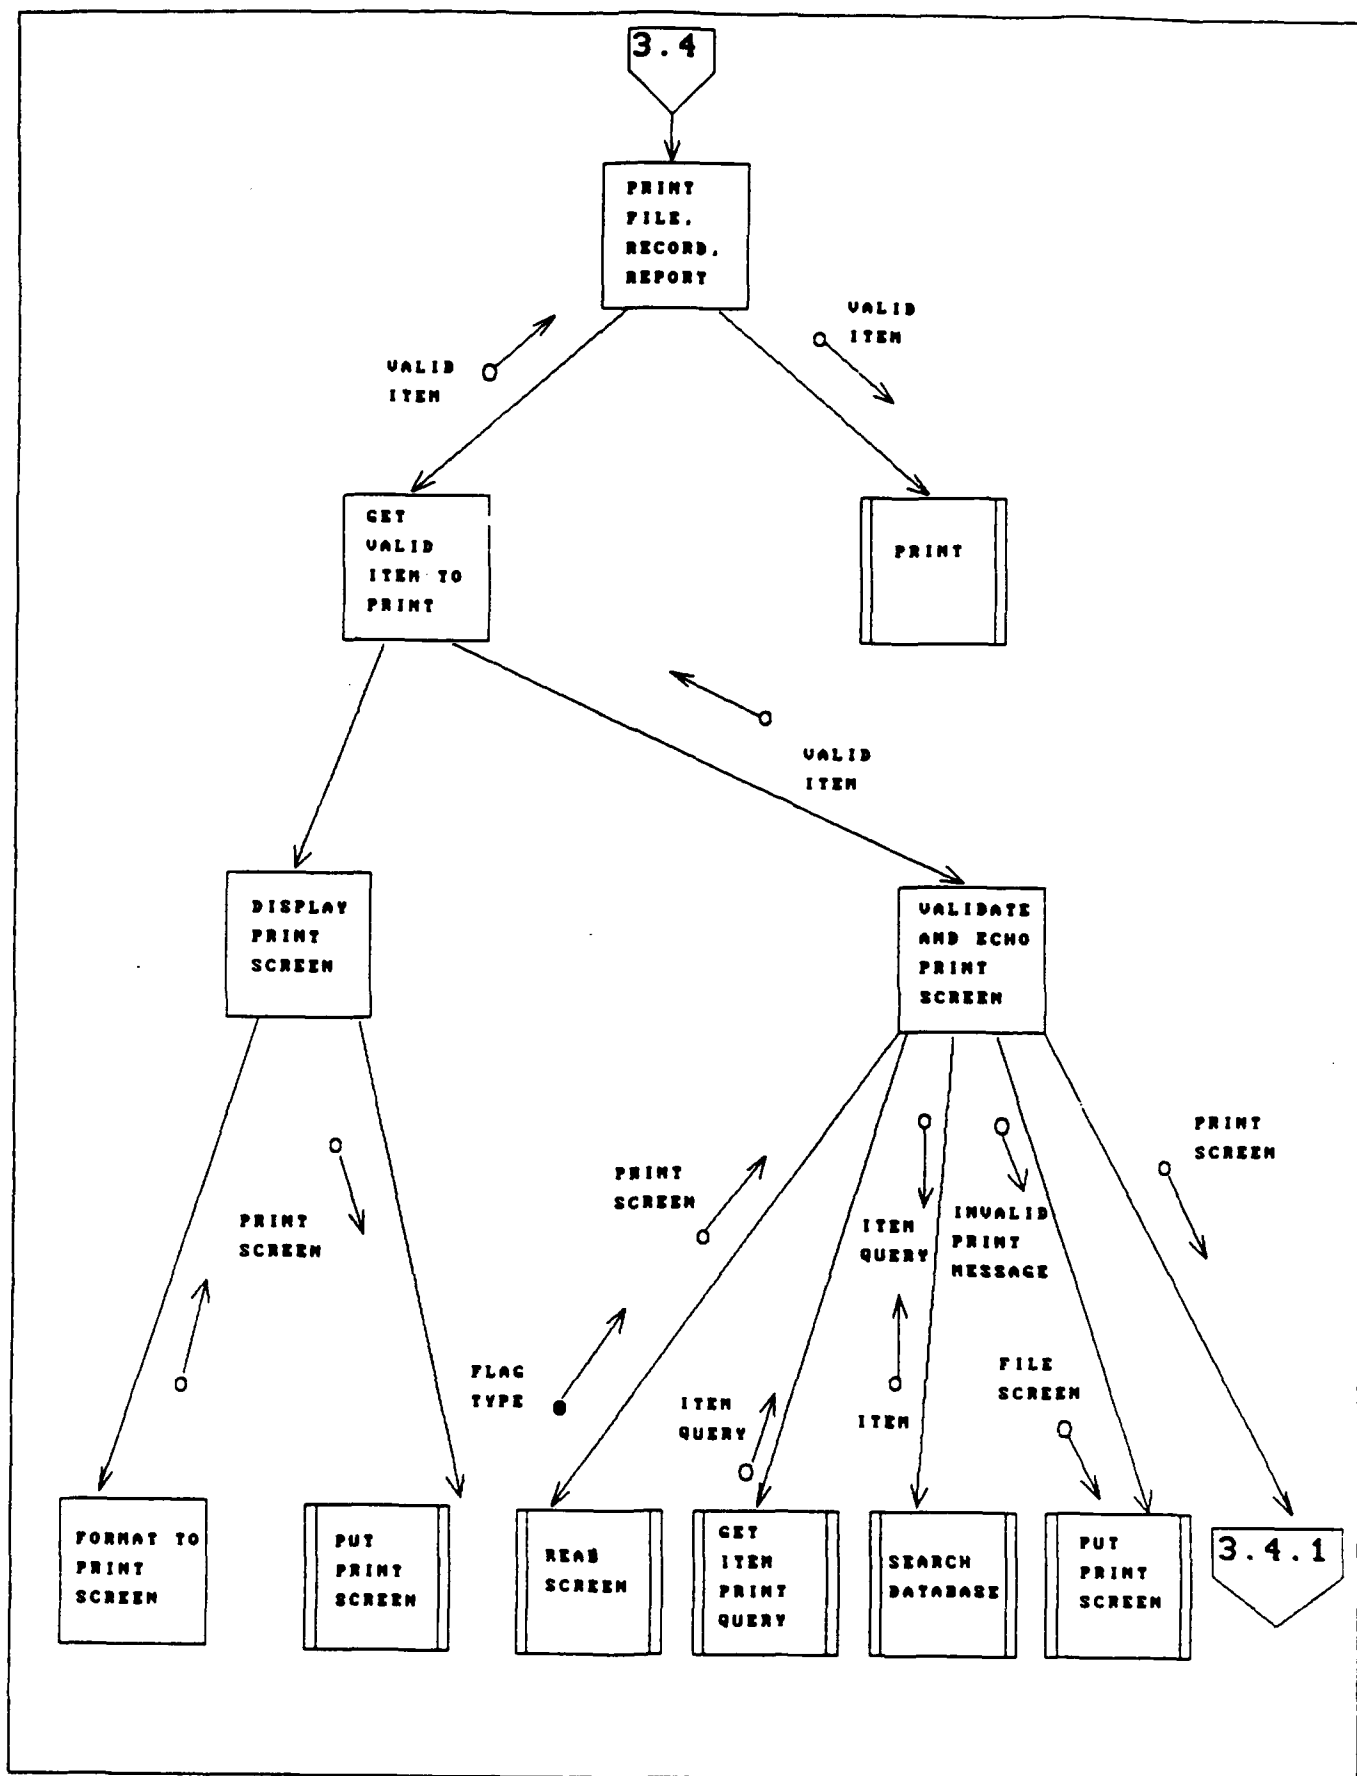 3.4
PRINT
FILE,
RECORD,
REPORT
VALID
ITEM
VALID
ITEM
GET
VALID
ITEM TO
PRINT
PRINT
VALID
ITEM
DISPLAY
PRINT
SCREEN
VALIDATE
AND ECHO
PRINT
SCREEN
PRINT
SCREEN
PRINT
SCREEN
ITEM
QUERY
INVALID
PRINT
MESSAGE
PRINT
SCREEN
FLAG
TYPE
ITEM
QUERY
ITEM
FILE
SCREEN
FORMAT TO
PRINT
SCREEN
PUT
PRINT
SCREEN
READ
SCREEN
GET
ITEM
PRINT
QUERY
SEARCH
DATABASE
PUT
PRINT
SCREEN
3.4.1